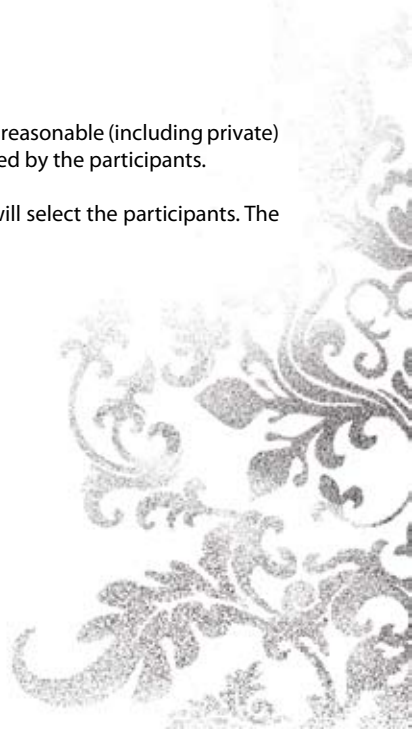 reasonable (including private)
ed by the participants.
will select the participants. The